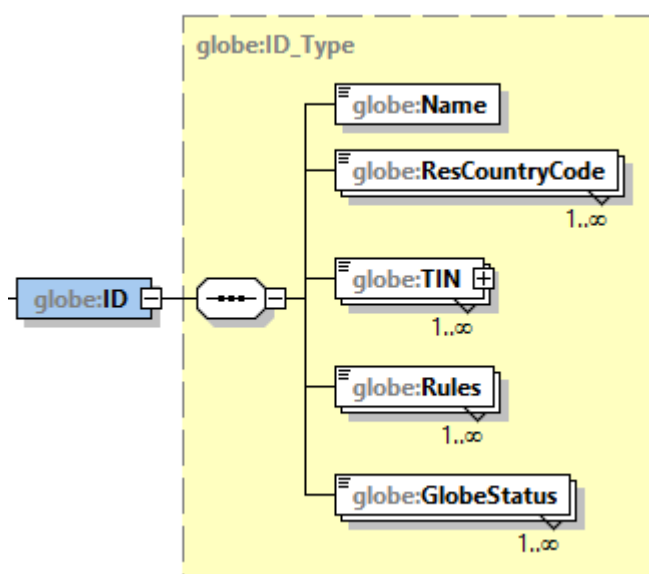 globe:ID_Type
globe:Name
globe:ResCountryCode
1..∞
globe:ID
globe:TIN
1..∞
globe:Rules
1..∞
globe:GlobeStatus
1..∞